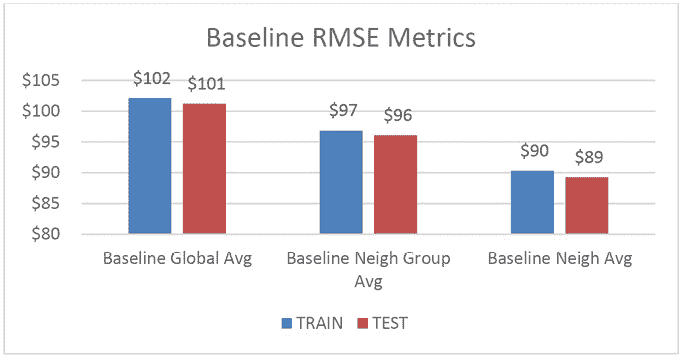 Baseline RMSE Metrics
$105
$100
$95
$90
$85
$80
$102
$101
$97
$96
$90
$89
Baseline Global Avg
Baseline Neigh Group
Avg
Baseline Neigh Avg
TRAIN
TEST